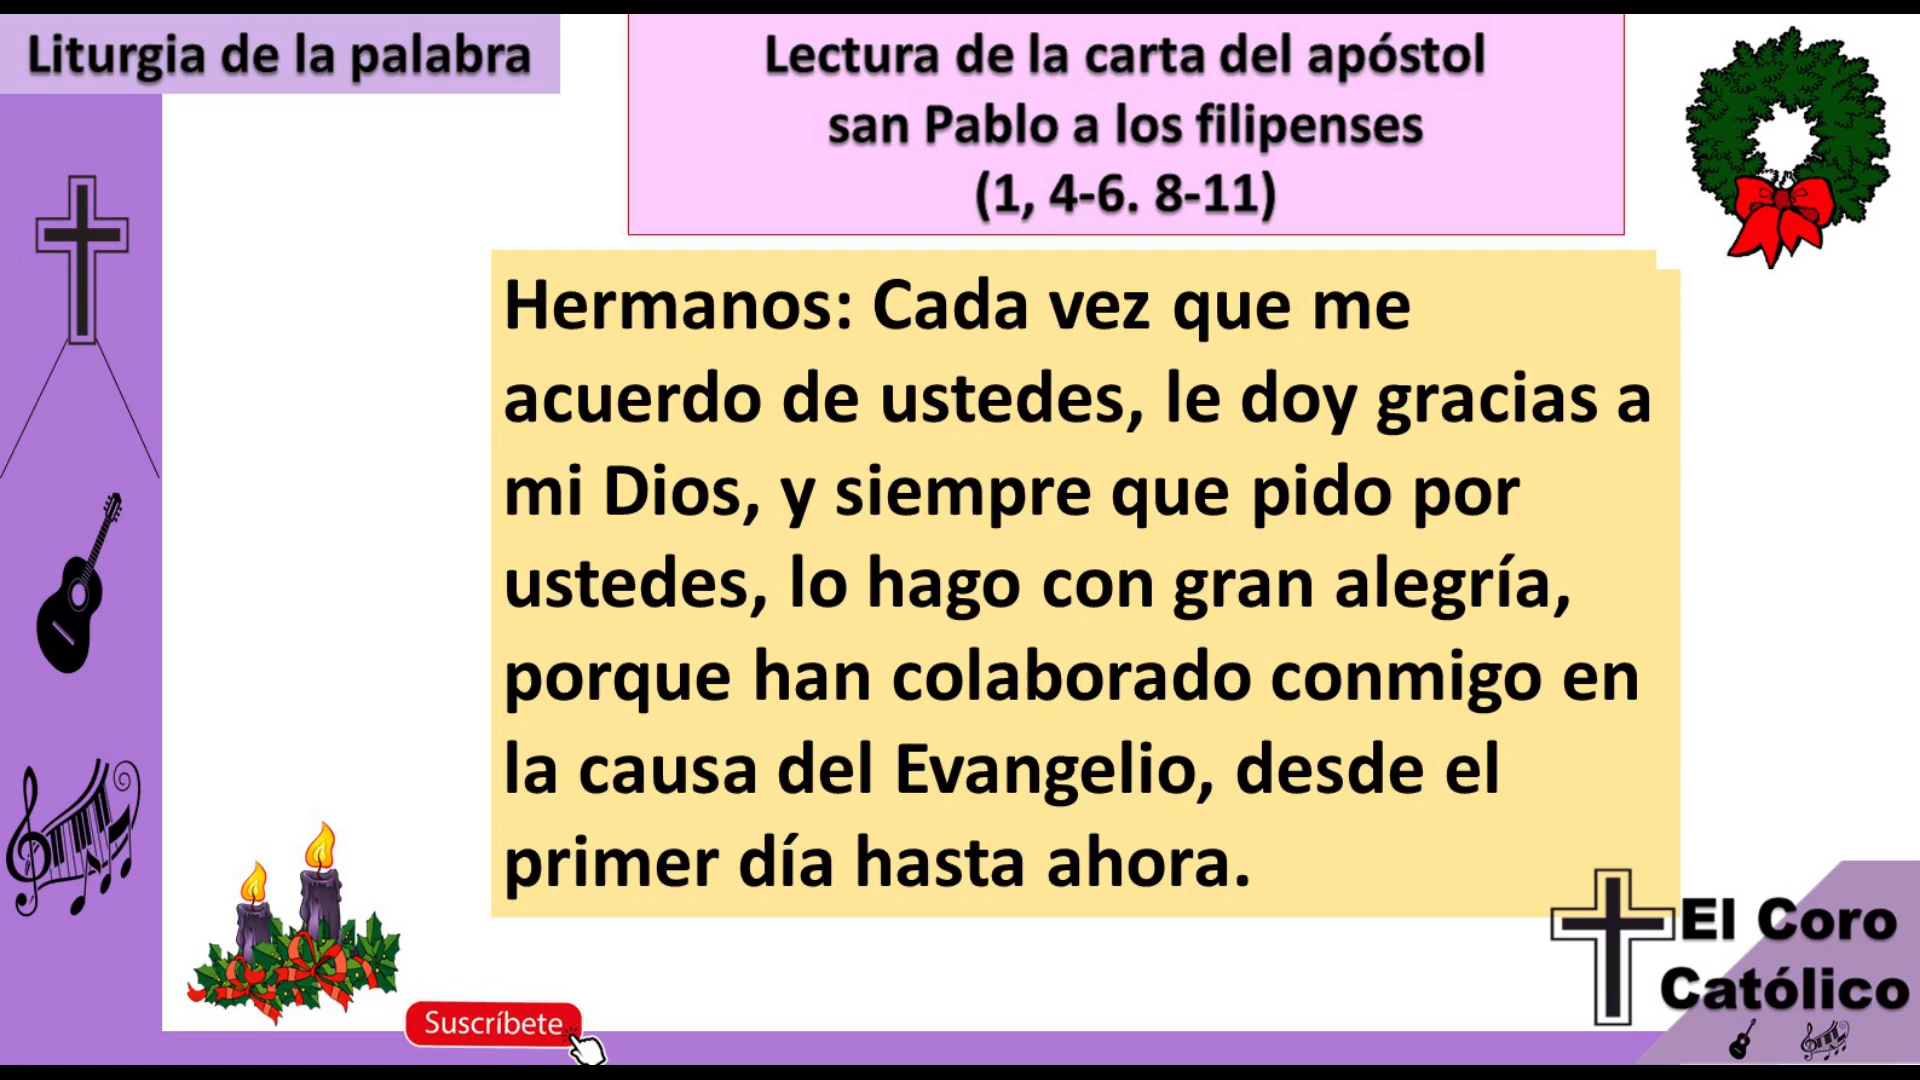 Liturgia de la palabra
Lectura de la carta del apóstol
san Pablo a los filipenses
(1, 4-6. 8-11)
Hermanos: Cada vez que me
acuerdo de ustedes, le doy gracias a
mi Dios, y siempre que pido por
ustedes, lo hago con gran alegría,
porque han colaborado conmigo en
la causa del Evangelio, desde el
primer día hasta ahora.
El Coro
Católico
Suscríbete